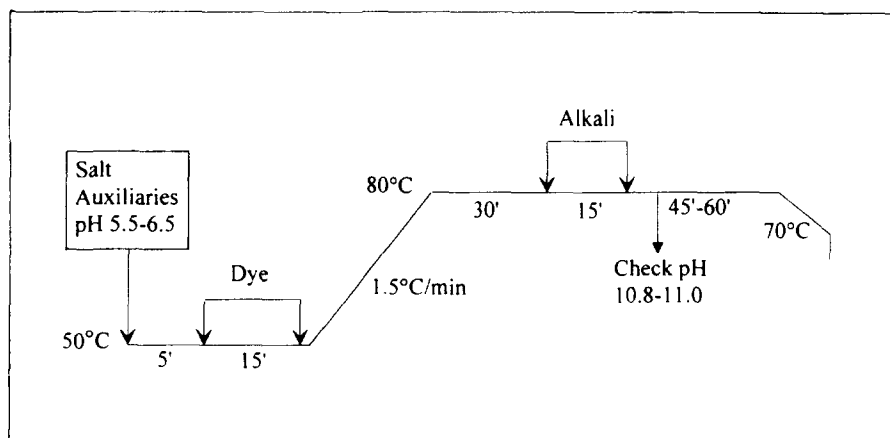 Salt
Auxiliaries
pH 5.5-6.5
50°C
5'
Dye
15'
1.5°C/min
80°C
30'
Alkali
15'
45'-60'
Check pH
10.8-11.0
70°C